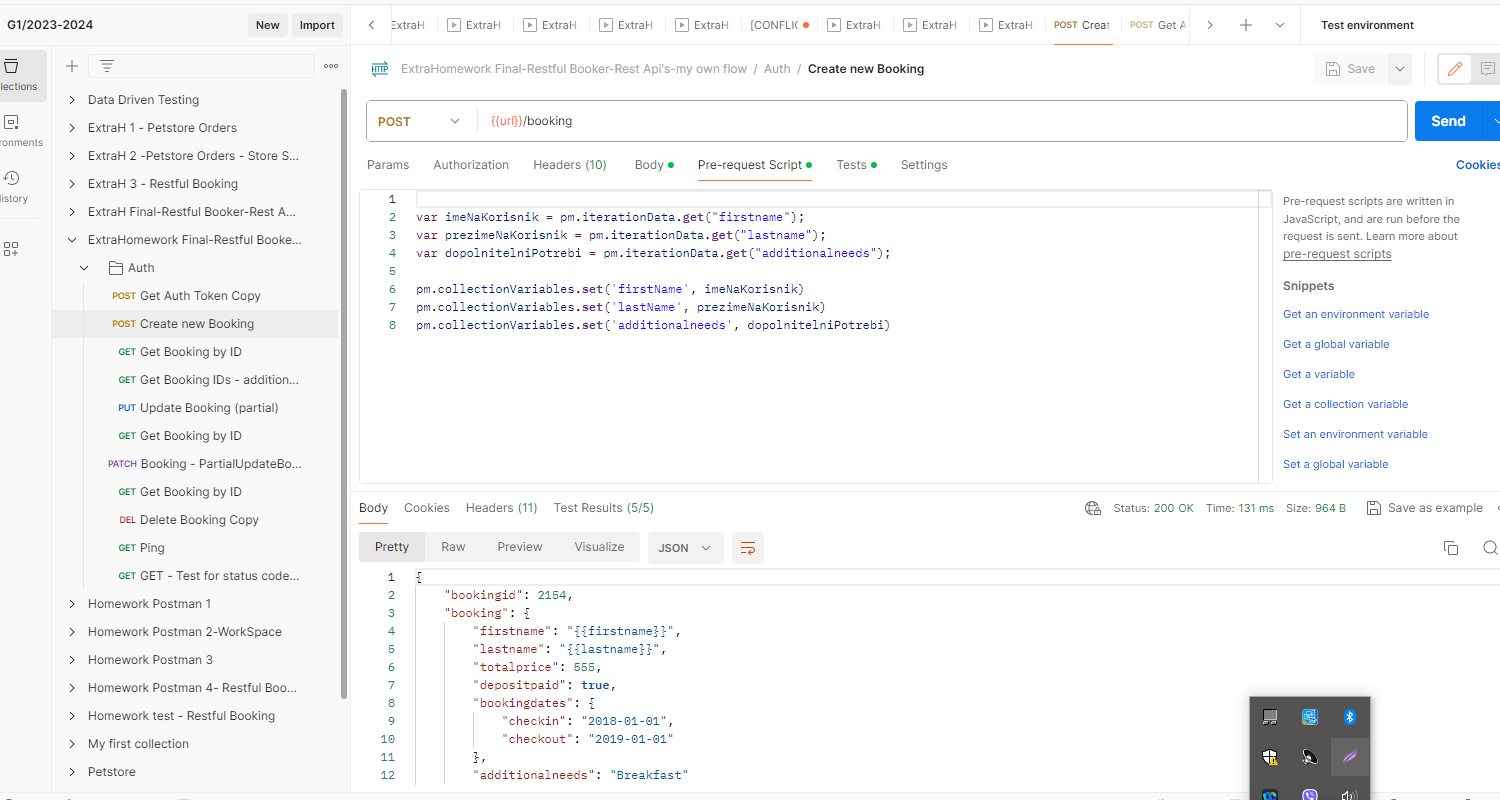 G1/2023-2024 New Import
ExtraH ExtraH ExtraH ExtraH ExtraH [CONFLIC ExtraH ExtraH ExtraH POST Creat POST Get A Test environment
lections
ronments
istory
Data Driven Testing
ExtraH 1 - Petstore Orders
ExtraH 2 -Petstore Orders - Store S...
ExtraH 3 - Restful Booking
ExtraH Final-Restful Booker-Rest A...
ExtraHomework Final-Restful Booke...
Auth
POST Get Auth Token Copy
POST Create new Booking
GET Get Booking by ID
GET Get Booking IDs - addition...
PUT Update Booking (partial)
GET Get Booking by ID
PATCH Booking - PartialUpdateBo...
GET Get Booking by ID
DEL Delete Booking Copy
GET Ping
GET GET - Test for status code...
Homework Postman 1
Homework Postman 2-WorkSpace
Homework Postman 3
Homework Postman 4- Restful Boo...
Homework test - Restful Booking
My first collection
Petstore
HTTP ExtraHomework Final-Restful Booker-Rest Api's-my own flow / Auth / Create new Booking Save
POST {{url}}/booking Send
Params Authorization Headers (10) Body Pre-request Script Tests Settings Cookies
1
2 var imeNaKorisnik = pm.iterationData.get("firstname");
3 var prezimeNaKorisnik = pm.iterationData.get("lastname");
4 var dopolnitelniPotrebi = pm.iterationData.get("additionalneeds");
5
6 pm.collectionVariables.set('firstName', imeNaKorisnik)
7 pm.collectionVariables.set('lastName', prezimeNaKorisnik)
8 pm.collectionVariables.set('additionalneeds', dopolnitelniPotrebi)
Pre-request scripts are written in
JavaScript, and are run before the
request is sent. Learn more about
pre-request scripts
Snippets
Get an environment variable
Get a global variable
Get a variable
Get a collection variable
Set an environment variable
Set a global variable
Body Cookies Headers (11) Test Results (5/5) Status: 200 OK Time: 131 ms Size: 964 B Save as example
Pretty Raw Preview Visualize JSON
1 {
2 "bookingid": 2154,
3 "booking": {
4 "firstname": "{{firstname}}",
5 "lastname": "{{lastname}}",
6 "totalprice": 555,
7 "depositpaid": true,
8 "bookingdates": {
9 "checkin": "2018-01-01",
10 "checkout": "2019-01-01"
11 },
12 "additionalneeds": "Breakfast"